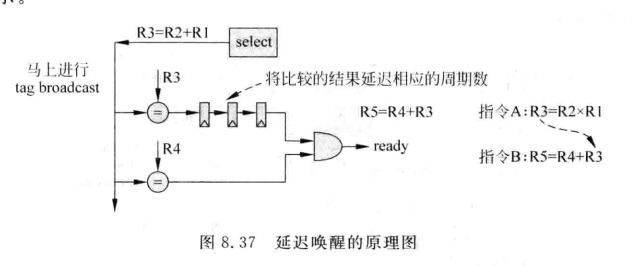 示。
R3=R2+R1
select
马上进行
tag broadcast
R3
将比较的结果延迟相应的周期数
=
R5=R4+R3
指令A:R3=R2×R1
R4
ready
指令B:R5=R4+R3
=
图 8.37 延迟唤醒的原理图